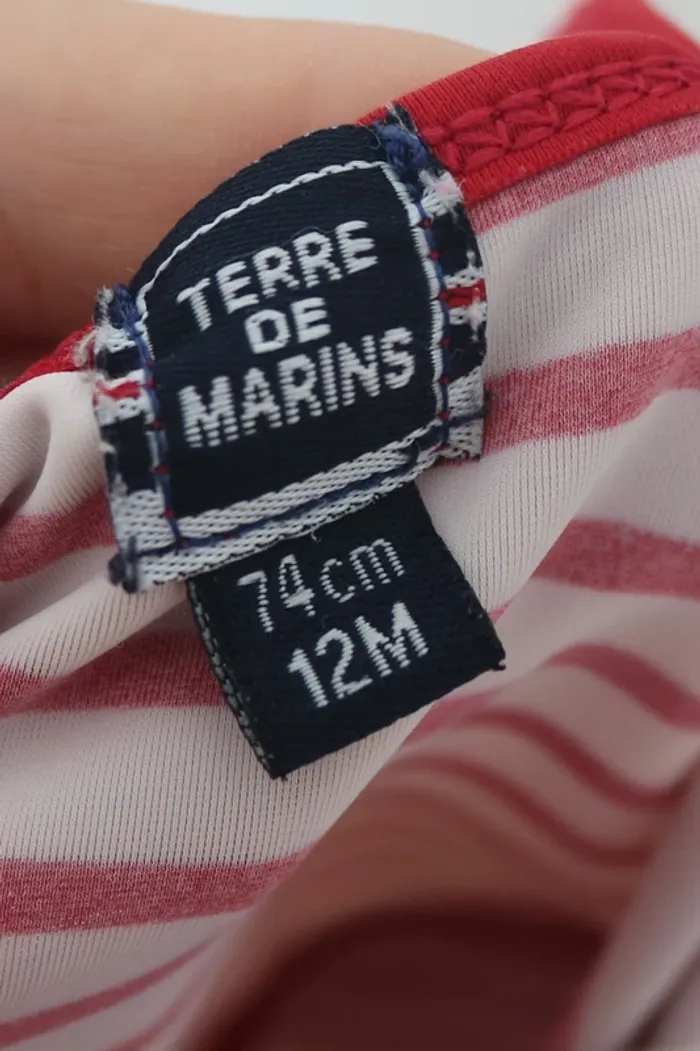 TERRE
DE
MARINS
74cm
12M